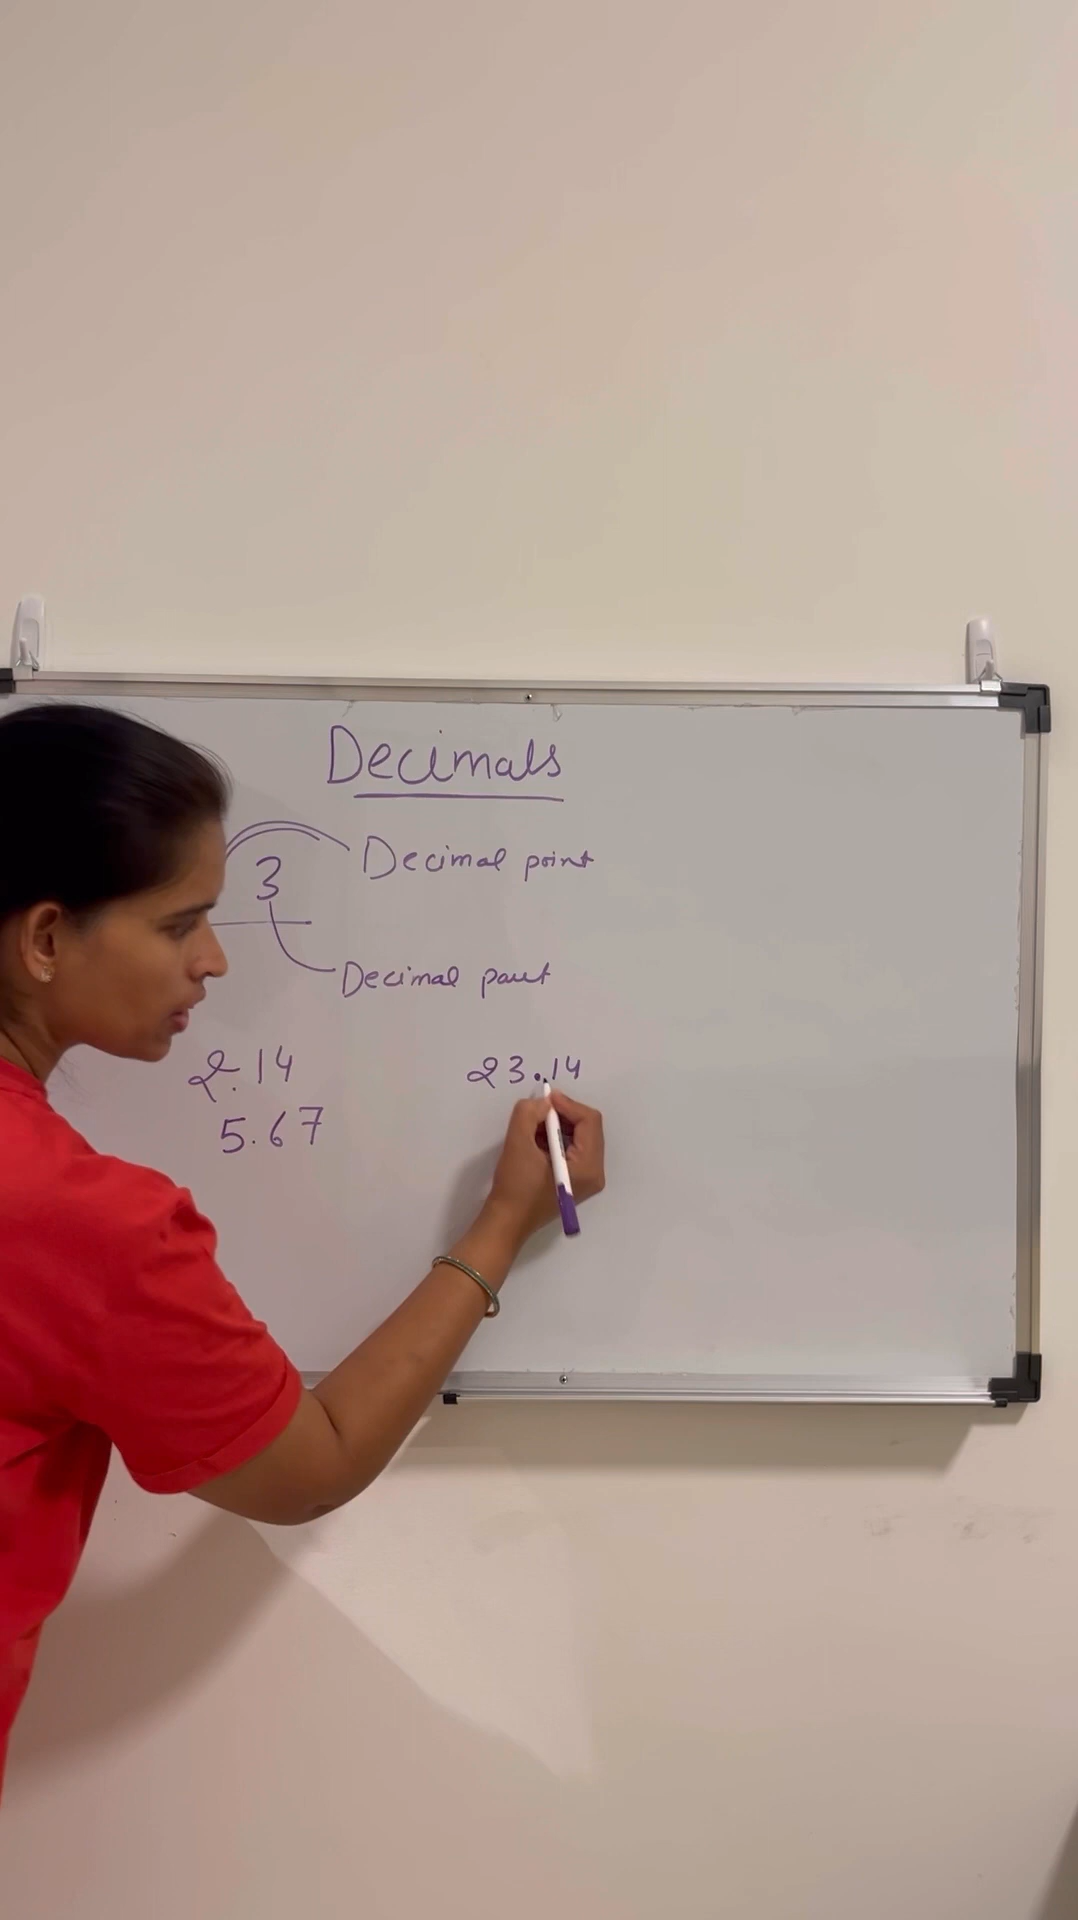 Decimals
3 Decimal point
Decimal part
2.14 23.14
5.67